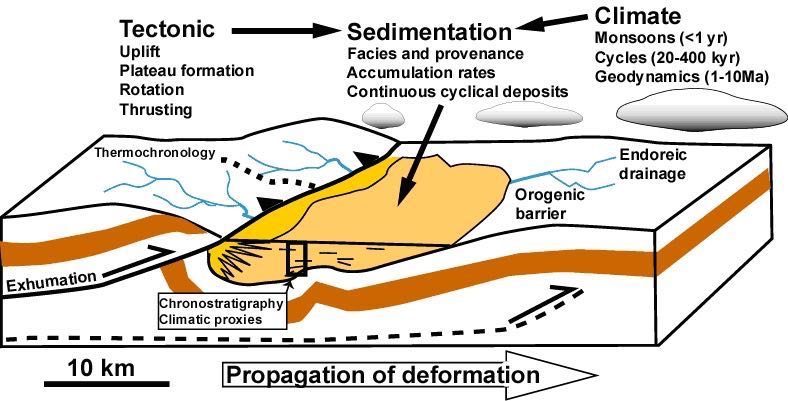 Tectonic
Uplift
Plateau formation
Rotation
Thrusting
Sedimentation
Facies and provenance
Accumulation rates
Continuous cyclical deposits
Climate
Monsoons (<1 yr)
Cycles (20-400 kyr)
Geodynamics (1-10Ma)
Thermochronology
Endoreic
drainage
Orogenic
barrier
Exhumation
Chronostratigraphy
Climatic proxies
10 km
Propagation of deformation